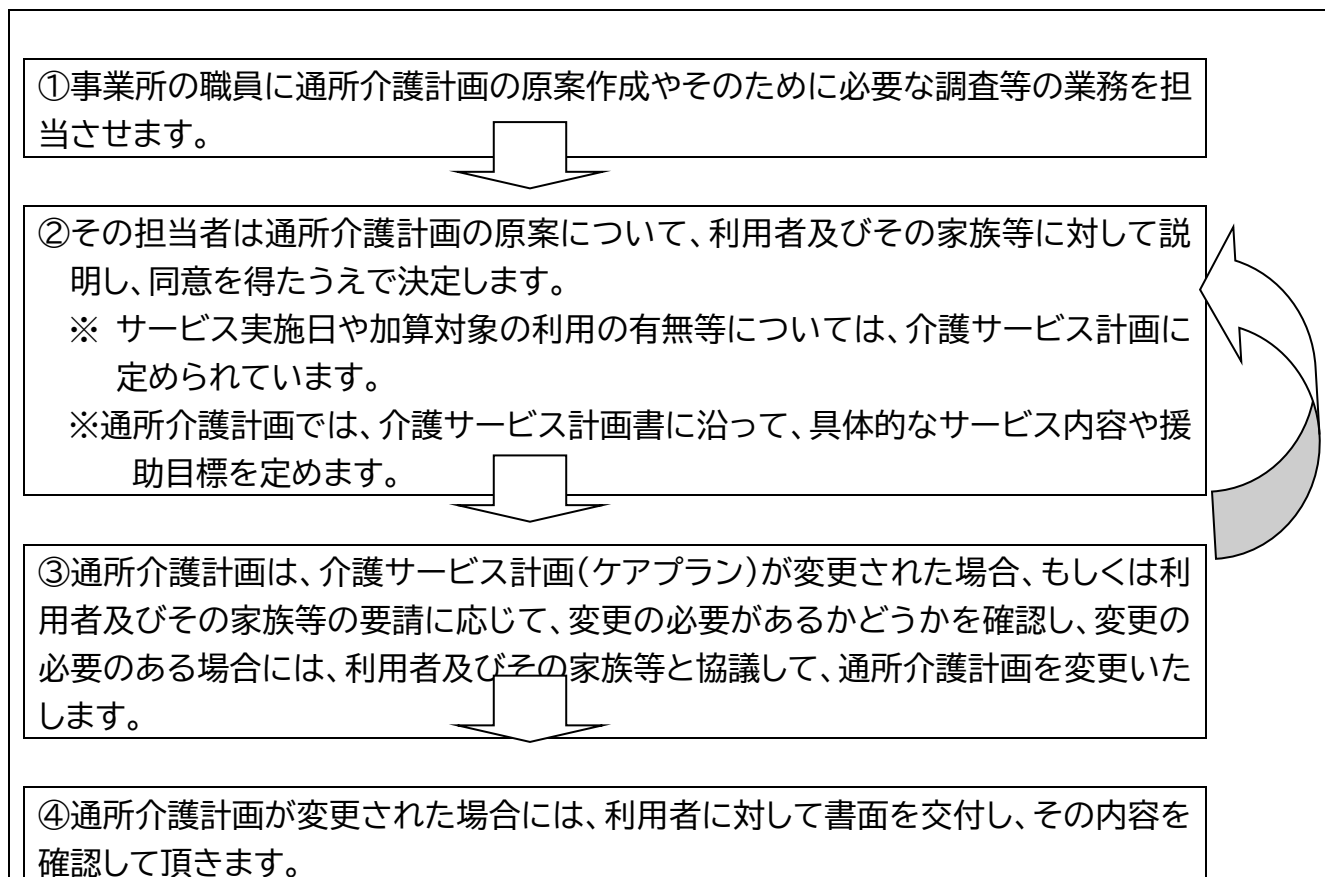 ①事業所の職員に通所介護計画の原案作成やそのために必要な調査等の業務を担
当させます。
②その担当者は通所介護計画の原案について、利用者及びその家族等に対して説
明し、同意を得たうえで決定します。
※ サービス実施日や加算対象の利用の有無等については、介護サービス計画に
定められています。
※通所介護計画では、介護サービス計画書に沿って、具体的なサービス内容や援
助目標を定めます。
③通所介護計画は、介護サービス計画(ケアプラン)が変更された場合、もしくは利
用者及びその家族等の要請に応じて、変更の必要があるかどうかを確認し、変更の
必要のある場合には、利用者及びその家族等と協議して、通所介護計画を変更いた
します。
④通所介護計画が変更された場合には、利用者に対して書面を交付し、その内容を
確認して頂きます。